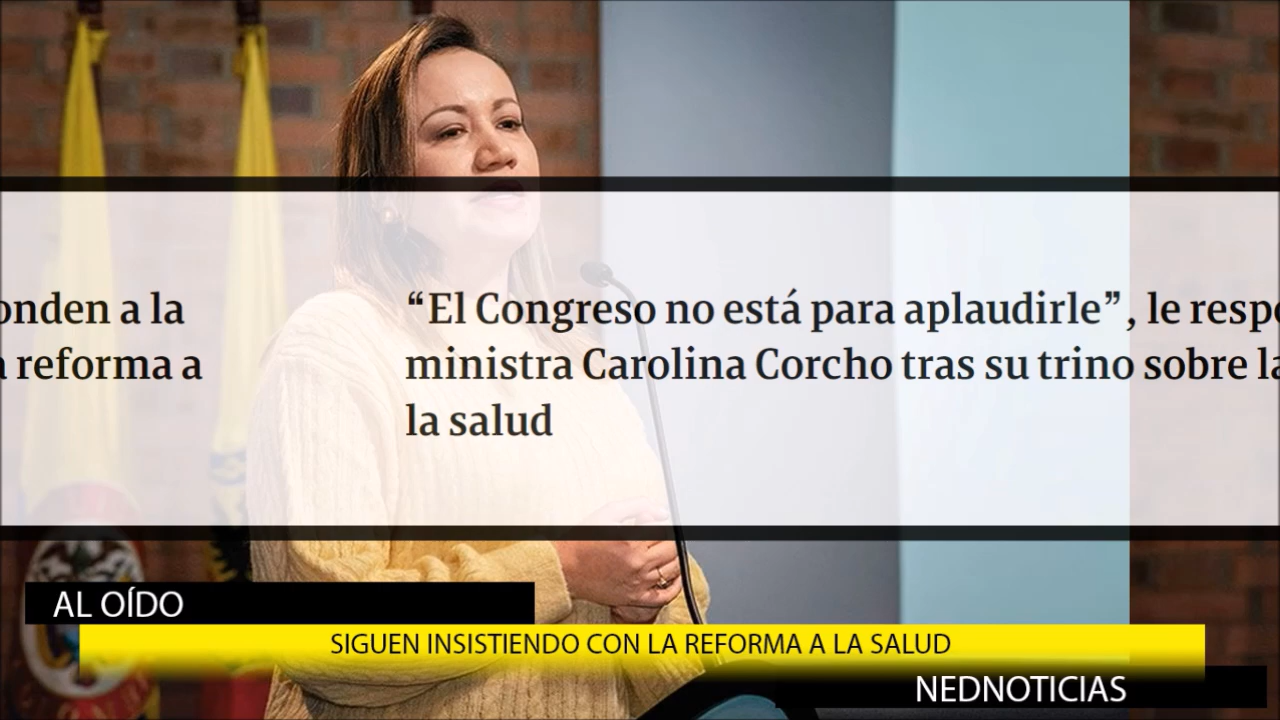 onden a la
reforma a
“El Congreso no está para aplaudirle”, le resp
ministra Carolina Corcho tras su trino sobre la
la salud
AL OÍDO
SIGUEN INSISTIENDO CON LA REFORMA A LA SALUD
NEDNOTICIAS